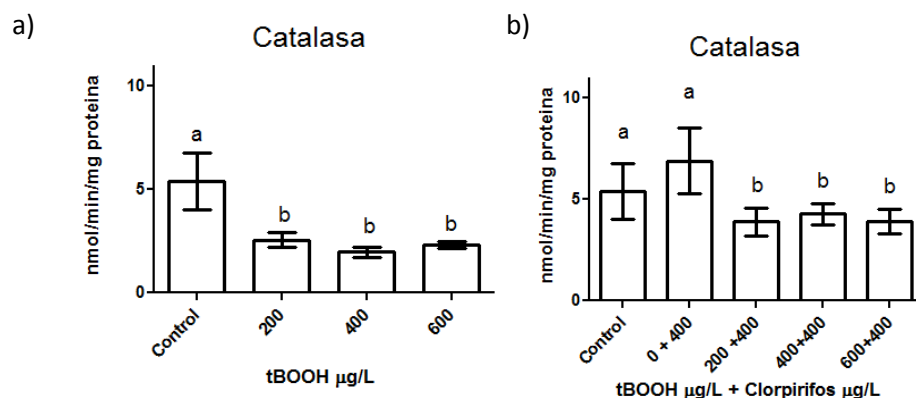 a)
Catalasa
nmol/min/mg proteina
10
5
0
a
b
b
b
Control
200
400
600
tBOOH µg/L
b)
Catalasa
nmol/min/mg proteina
10
5
0
a
a
b
b
b
Control
0 + 400
200 +400
400+400
600+400
tBOOH µg/L + Clorpirifos µg/L